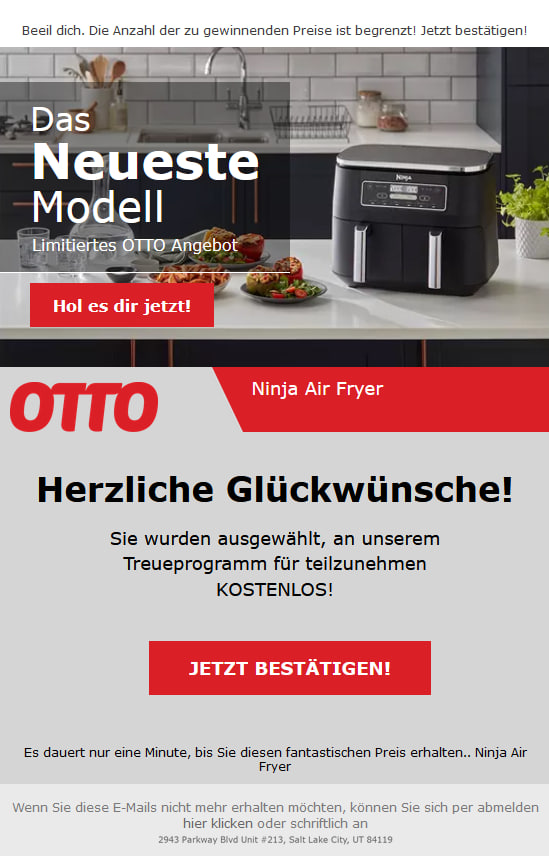 Beeil dich. Die Anzahl der zu gewinnenden Preise ist begrenzt! Jetzt bestätigen!
Das
Neueste
Modell
Limitiertes OTTO Angebot
Hol es dir jetzt!
NINJA
OTTO
Ninja Air Fryer
Herzliche Glückwünsche!
Sie wurden ausgewählt, an unserem
Treueprogramm für teilzunehmen
KOSTENLOS!
JETZT BESTÄTIGEN!
Es dauert nur eine Minute, bis Sie diesen fantastischen Preis erhalten.. Ninja Air
Fryer
Wenn Sie diese E-Mails nicht mehr erhalten möchten, können Sie sich per abmelden
hier klicken oder schriftlich an
2943 Parkway Blvd Unit #213, Salt Lake City, UT 84119